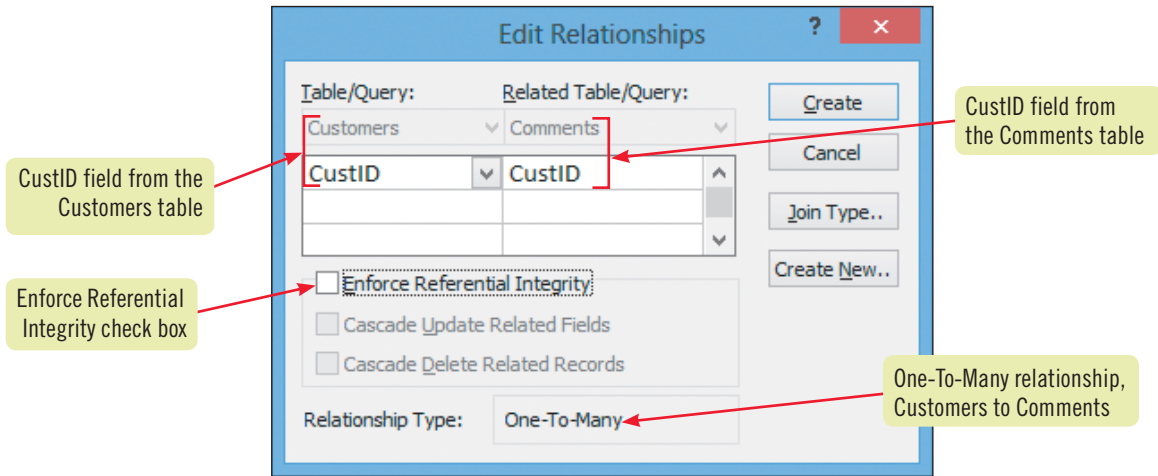 Edit Relationships
?
×
Table/Query:
Related Table/Query:
Create
Customers
Comments
CustID field from
the Comments table
Cancel
CustID
CustID
CustID field from the
Customers table
Join Type..
Create New..
Enforce Referential Integrity
Enforce Referential
Integrity check box
Cascade Update Related Fields
Cascade Delete Related Records
One-To-Many relationship,
Customers to Comments
Relationship Type:
One-To-Many